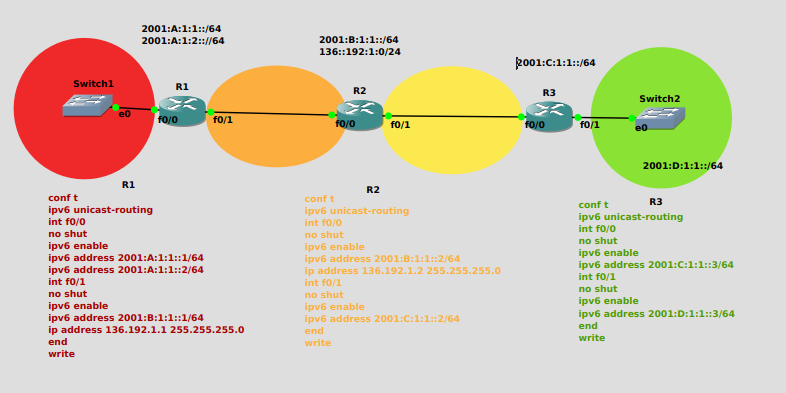 2001:A:1:1::/64
2001:A:1:2:://64
2001:B:1:1::/64
136::192:1:0/24
2001:C:1:1::/64
Switch1
R1
R2
R3
Switch2
e0
f0/0
f0/1
f0/0
f0/1
f0/0
f0/1
e0
2001:D:1:1::/64
R1
conf t
ipv6 unicast-routing
int f0/0
no shut
ipv6 enable
ipv6 address 2001:A:1:1::1/64
ipv6 address 2001:A:1:1::2/64
int f0/1
no shut
ipv6 enable
ipv6 address 2001:B:1:1::1/64
ip address 136.192.1.1 255.255.255.0
end
write
R2
conf t
ipv6 unicast-routing
int f0/0
no shut
ipv6 enable
ipv6 address 2001:B:1:1::2/64
ip address 136.192.1.2 255.255.255.0
int f0/1
no shut
ipv6 enable
ipv6 address 2001:C:1:1::2/64
end
write
R3
conf t
ipv6 unicast-routing
int f0/0
no shut
ipv6 enable
ipv6 address 2001:C:1:1::3/64
int f0/1
no shut
ipv6 enable
ipv6 address 2001:D:1:1::3/64
end
write